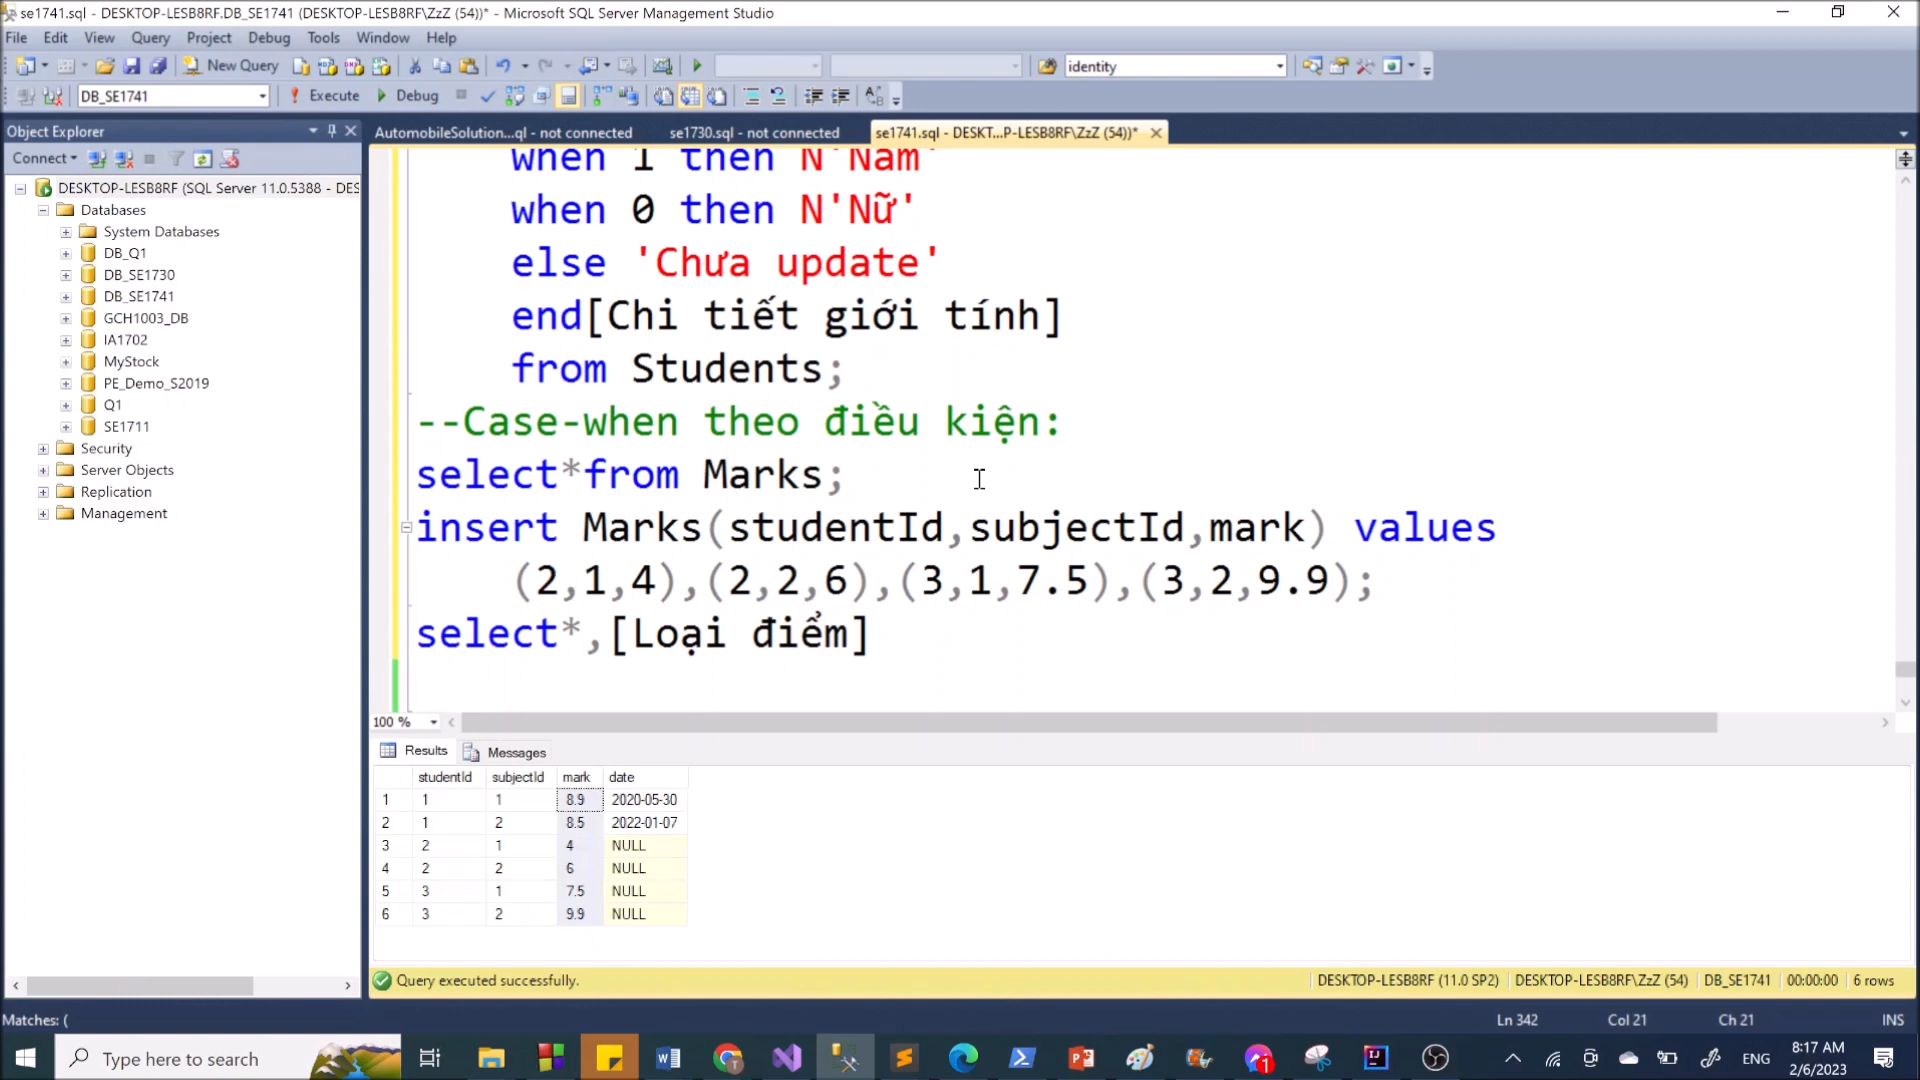 se1741.sql - DESKTOP-LESB8RF.DB_SE1741 (DESKTOP-LESB8RF\ZzZ (54))* - Microsoft SQL Server Management Studio
File Edit View Query Project Debug Tools Window Help
New Query identity
DB_SE1741 Execute Debug
Object Explorer
AutomobileSolution...ql - not connected se1730.sql - not connected se1741.sql - DESKT...P-LESB8RF\ZzZ (54))*
Connect
DESKTOP-LESB8RF (SQL Server 11.0.5388 - DES
Databases
System Databases
DB_Q1
DB_SE1730
DB_SE1741
GCH1003_DB
IA1702
MyStock
PE_Demo_S2019
Q1
SE1711
Security
Server Objects
Replication
Management
when 1 then N'Nam'
when 0 then N'Nữ'
else 'Chưa update'
end[Chi tiết giới tính]
from Students;
--Case-when theo điều kiện:
select*from Marks;
insert Marks(studentId,subjectId,mark) values
(2,1,4),(2,2,6),(3,1,7.5),(3,2,9.9);
select*,[Loại điểm]
100 %
Results Messages
studentId subjectId mark date
1 1 1 8.9 2020-05-30
2 1 2 8.5 2022-01-07
3 2 1 4 NULL
4 2 2 6 NULL
5 3 1 7.5 NULL
6 3 2 9.9 NULL
Query executed successfully. DESKTOP-LESB8RF (11.0 SP2) DESKTOP-LESB8RF\ZzZ (54) DB_SE1741 00:00:00 6 rows
Matches: ( Ln 342 Col 21 Ch 21 INS
Type here to search
1
ENG
8:17 AM
2/6/2023